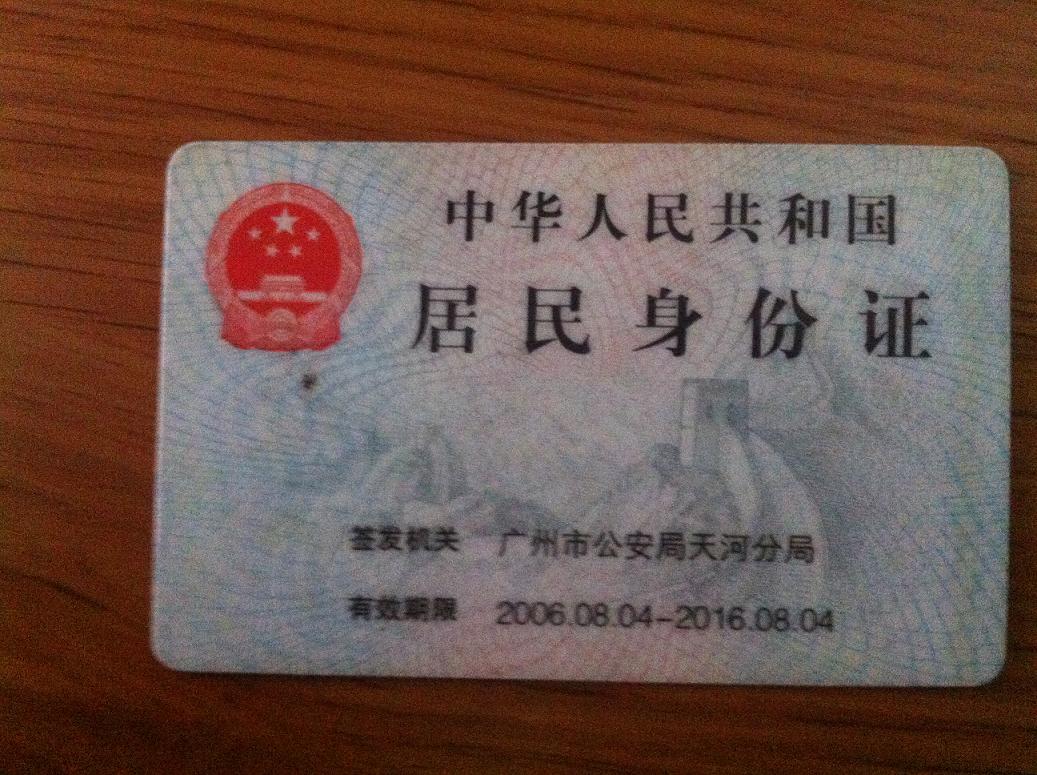 中华人民共和国
居民身份证
签发机关 广州市公安局天河分局
有效期限 2006.08.04-2016.08.04